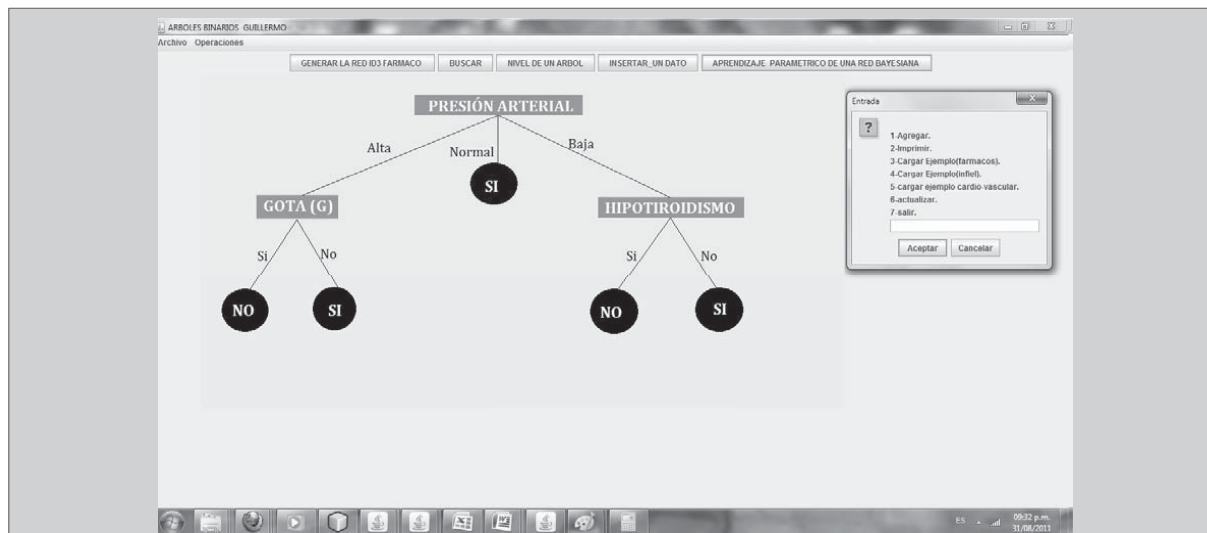 ARBOLES BINARIOS GUILLERMO
Archivo Operaciones
GENERAR LA RED ID3 FARMACO BUSCAR NIVEL DE UN ARBOL INSERTAR_UN DATO APRENDIZAJE PARAMETRICO DE UNA RED BAYESIANA
PRESIÓN ARTERIAL
Alta
Normal
Baja
SI
GOTA (G)
HIPOTIROIDISMO
Si
No
Si
No
NO
SI
NO
SI
Entrada
?
1-Agregar.
2-Imprimir.
3-Cargar Ejemplo(farmacos).
4-Cargar Ejemplo(infiel).
5-cargar ejemplo cardio-vascular.
6-actualizar.
7-salir.
Aceptar Cancelar
ES
09:32 p.m.
31/08/2011